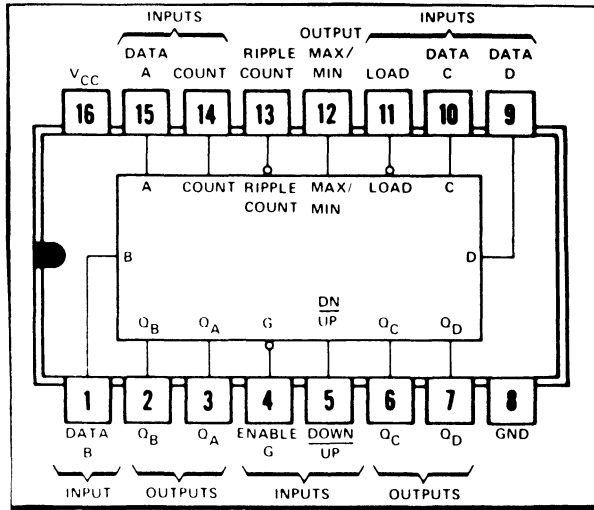 INPUTS OUTPUT INPUTS
DATA RIPPLE MAX/ DATA DATA
VCC A COUNT COUNT MIN LOAD C D
16 15 14 13 12 11 10 9
A COUNT RIPPLE MAX/ LOAD C
COUNT MIN
B D
DN
QB QA G UP QC QD
1 2 3 4 5 6 7 8
DATA QB QA ENABLE DOWN QC QD GND
B G UP
INPUT OUTPUTS INPUTS OUTPUTS